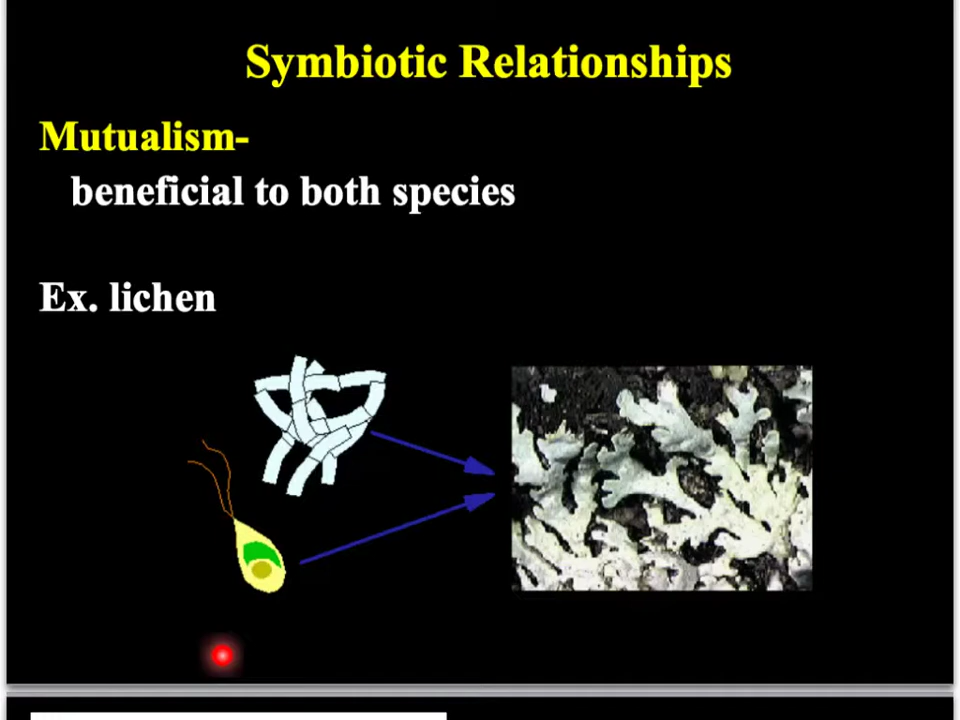 Symbiotic Relationships
Mutualism-
beneficial to both species
Ex. lichen